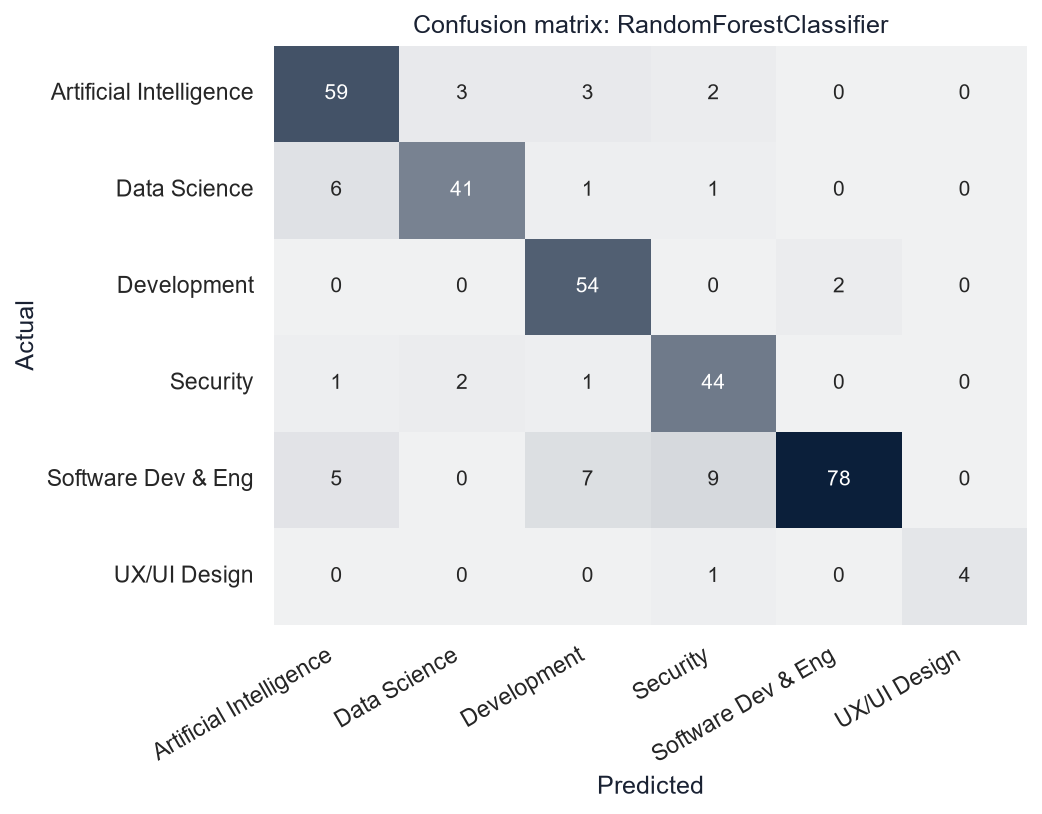 Confusion matrix: RandomForestClassifier
Artificial Intelligence 59 3 3 2 0 0
Data Science 6 41 1 1 0 0
Development 0 0 54 0 2 0
Security 1 2 1 44 0 0
Software Dev & Eng 5 0 7 9 78 0
UX/UI Design 0 0 0 1 0 4
Actual
Artificial Intelligence Data Science Development Security Software Dev & Eng UX/UI Design
Predicted